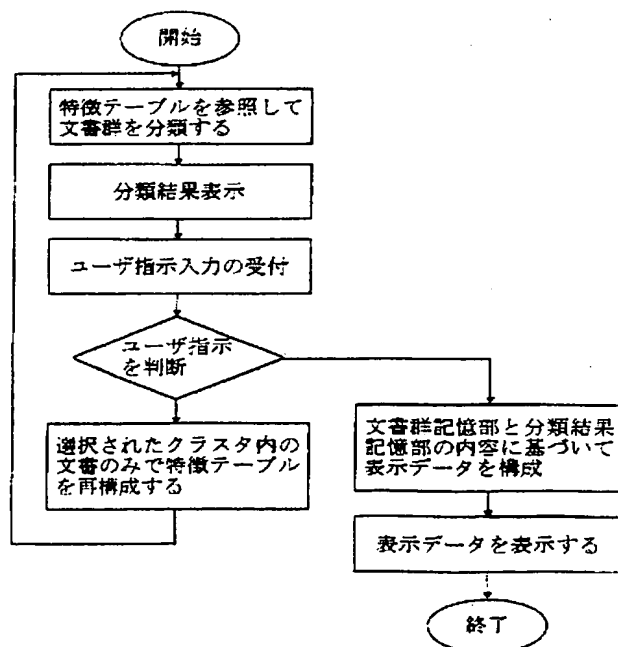 開始
特徴テーブルを参照して
文書群を分類する
分類結果表示
ユーザ指示入力の受付
ユーザ指示
を判断
選択されたクラスタ内の
文書のみで特徴テーブル
を再構成する
文書群記憶部と分類結果
記憶部の内容に基づいて
表示データを構成
表示データを表示する
終了